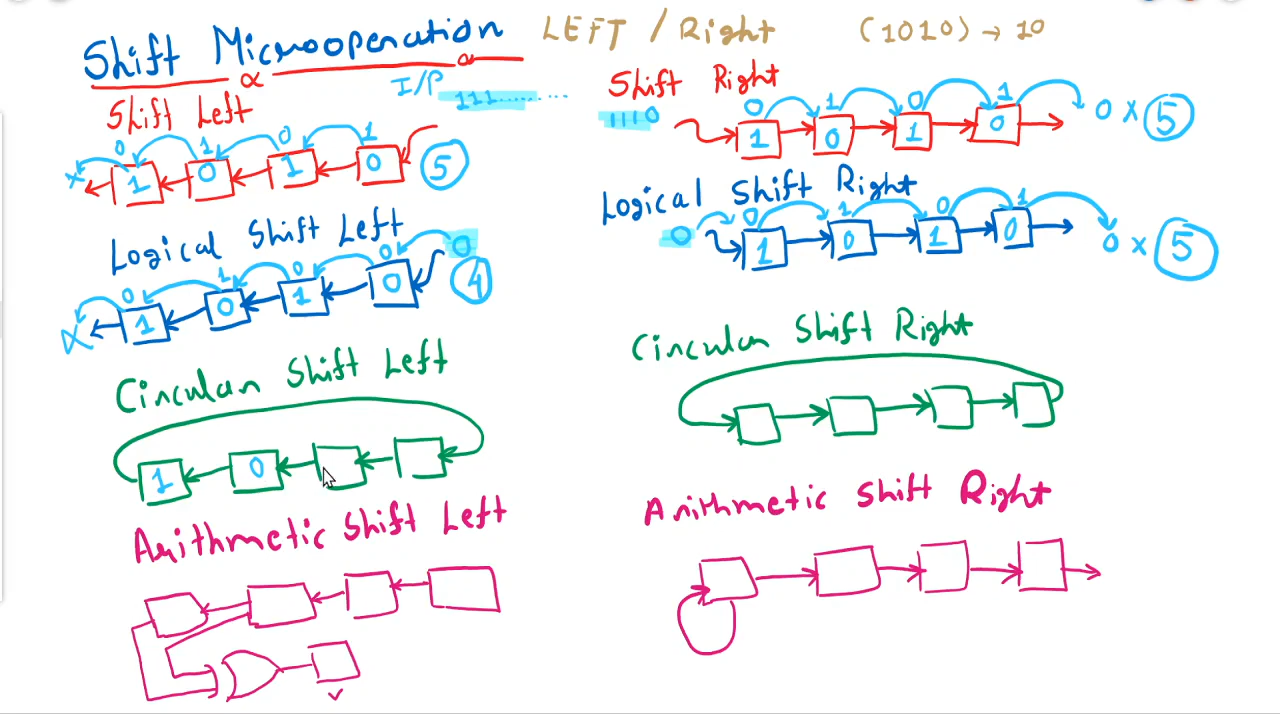 Shift Microoperation LEFT / Right (1010) → 10
I/P
111..........
Shift Left
0 1 0 1
x 1 0 1 0 5
Logical Shift Left
0 1 0 0 0
x 1 0 1 0 4
Circular Shift Left
1 0
Arithmetic Shift Left
V
Shift Right
1110 0 1 0 1
1 0 1 0 0 x 5
Logical Shift Right
0 0 1 0 1
1 0 1 0 0 x 5
Circular Shift Right
Arithmetic Shift Right